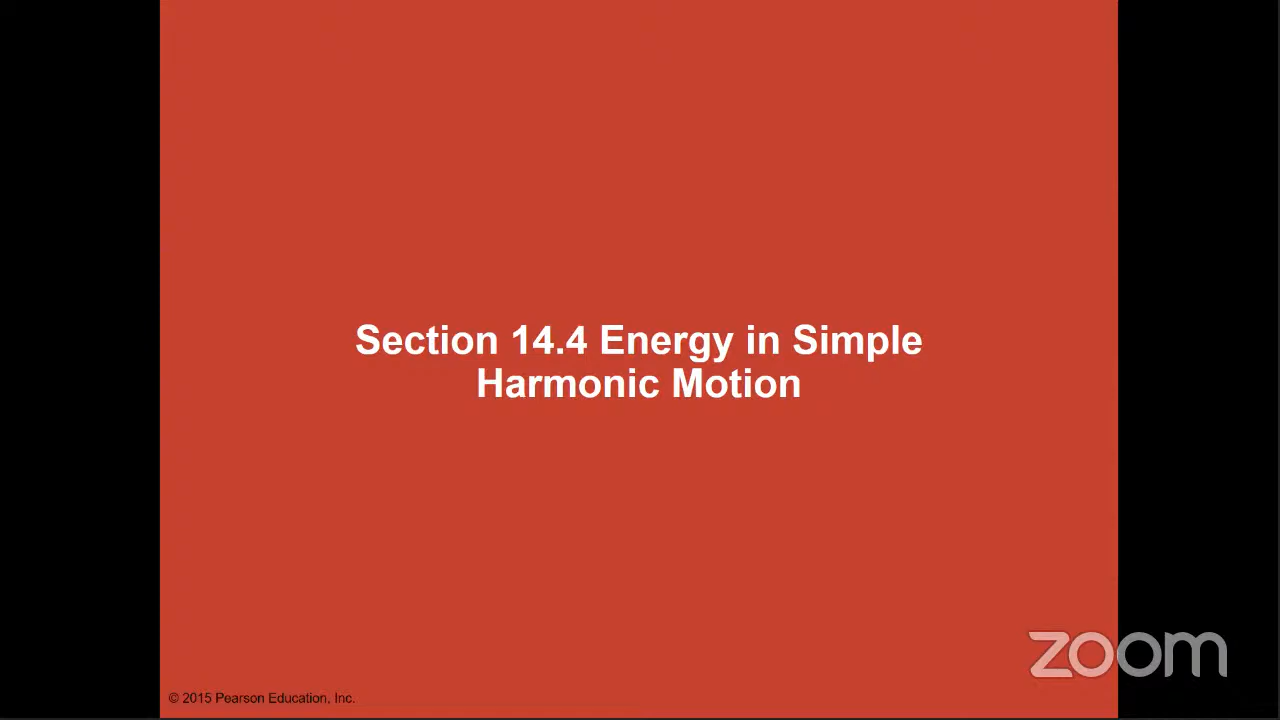 Section 14.4 Energy in Simple
Harmonic Motion
zoom
© 2015 Pearson Education, Inc.